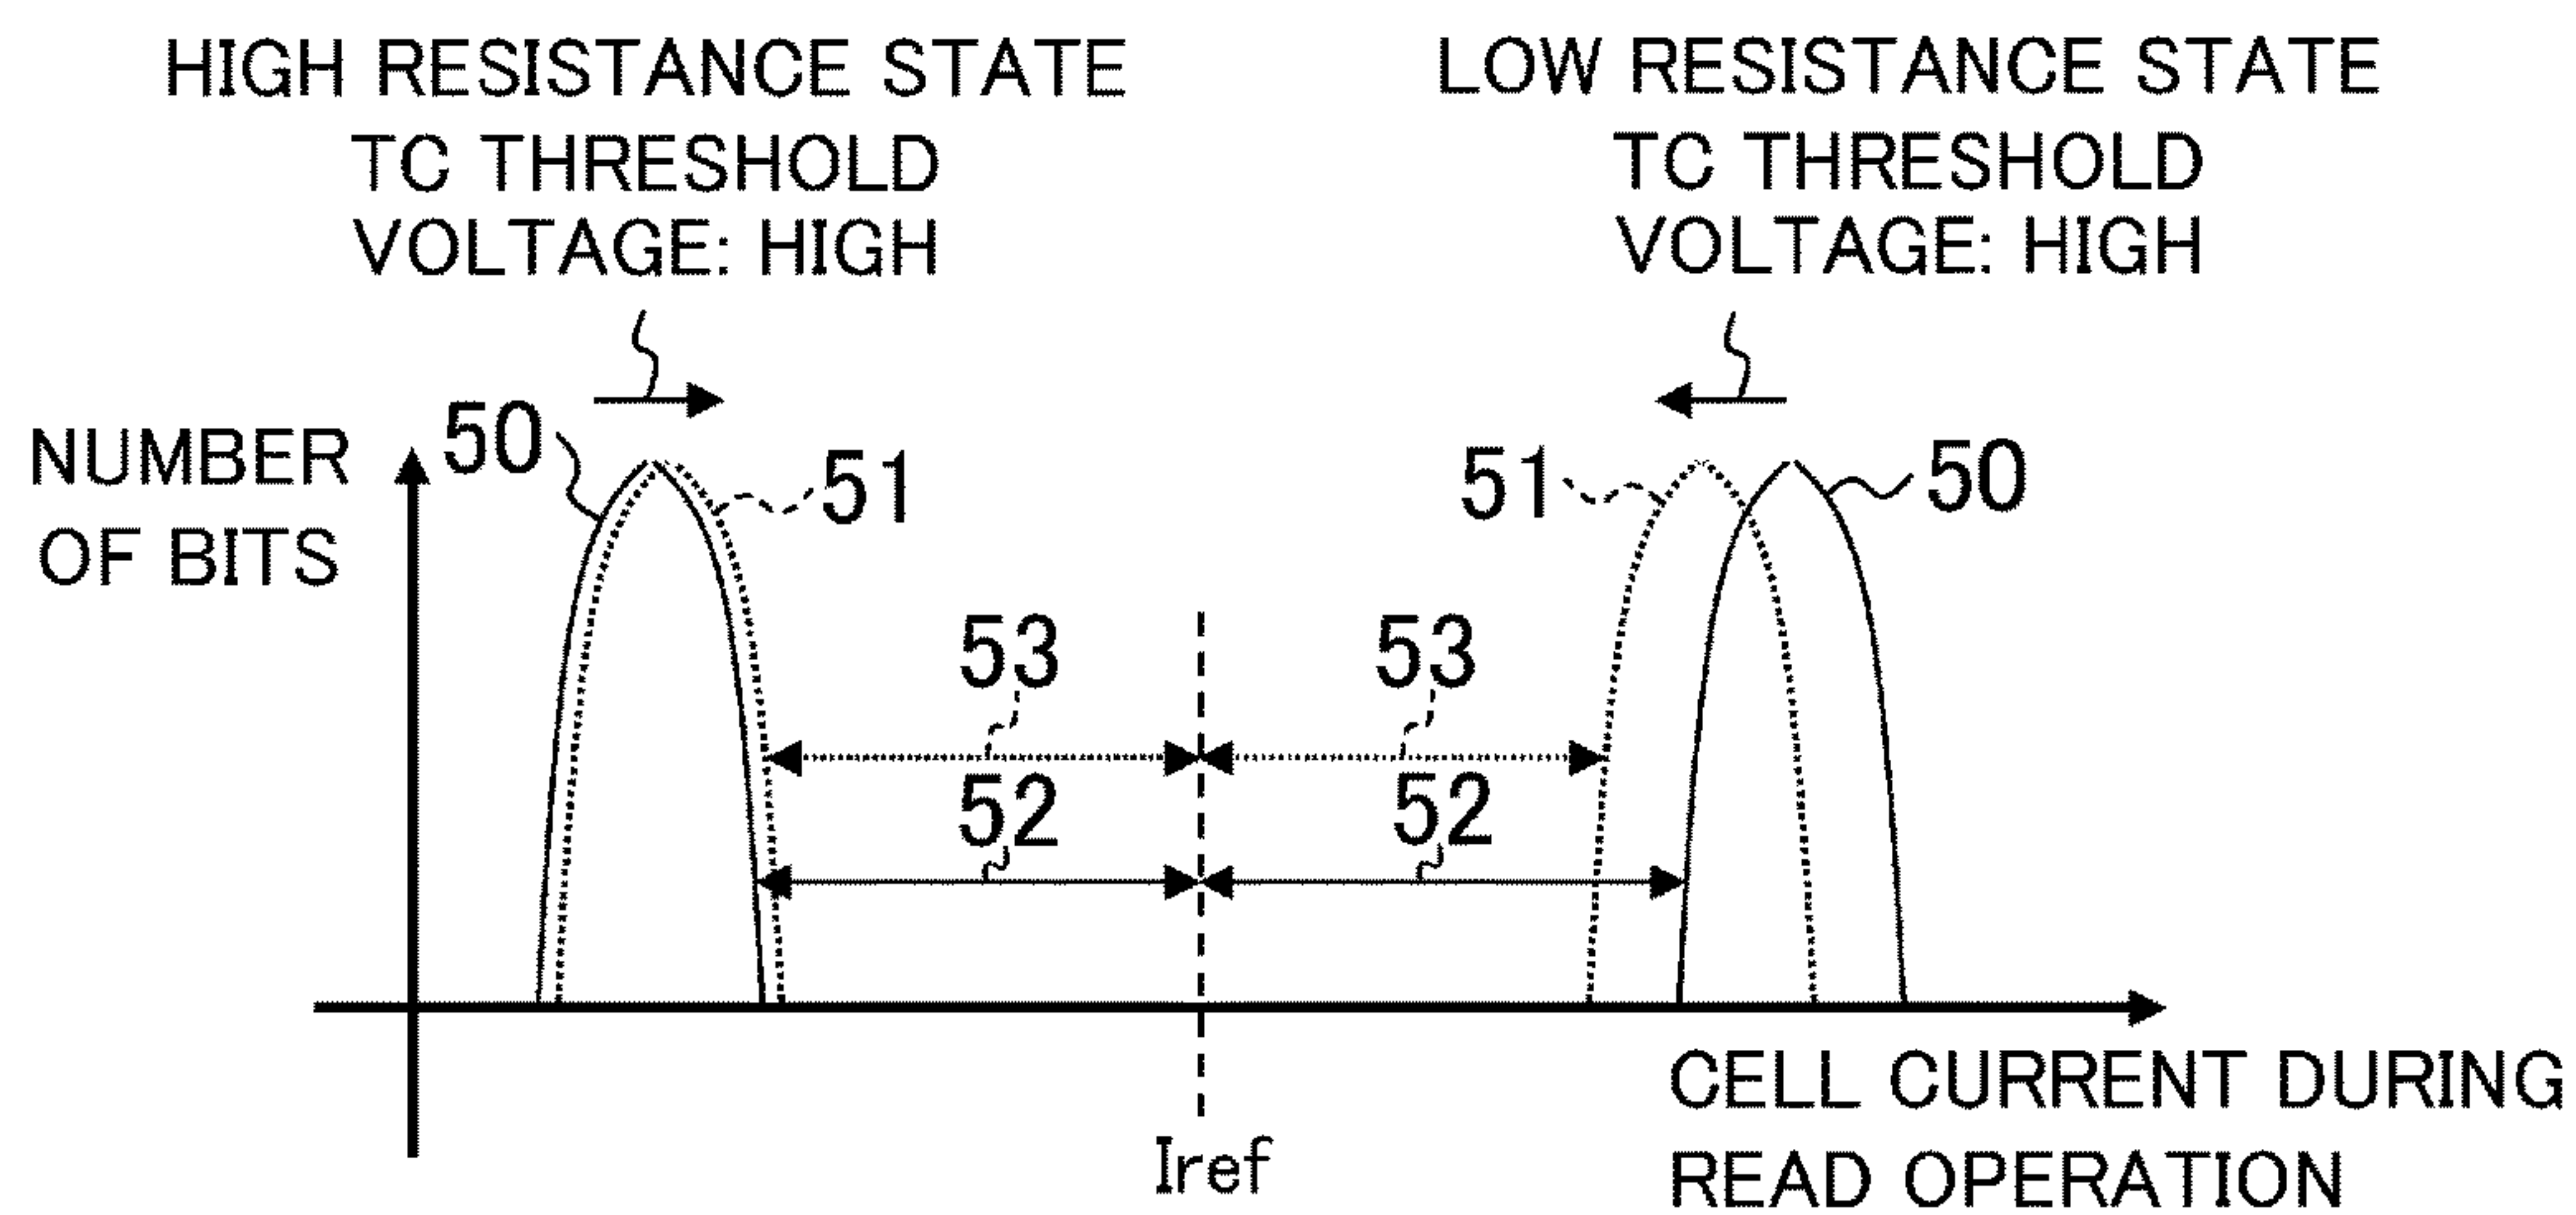 HIGH RESISTANCE STATE
TC THRESHOLD
VOLTAGE: HIGH
LOW RESISTANCE STATE
TC THRESHOLD
VOLTAGE: HIGH
NUMBER
OF BITS
50
51
51
50
53
53
52
52
Iref
CELL CURRENT DURING
READ OPERATION